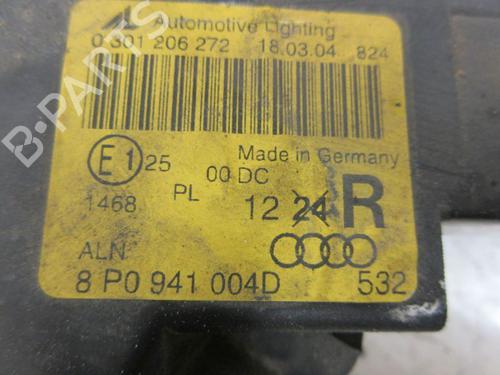 Automotive Lighting
0 301 206 272 18.03.04 824
E1 25 00 DC Made in Germany
1468 PL 12 24 R
ALN
8 P0 941 004D 532
B-PARTS